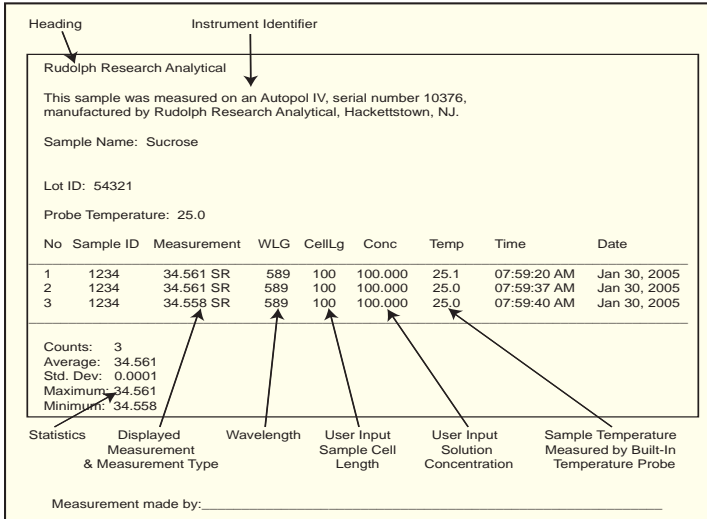 Heading Instrument Identifier
Rudolph Research Analytical
This sample was measured on an Autopol IV, serial number 10376,
manufactured by Rudolph Research Analytical, Hackettstown, NJ.
Sample Name: Sucrose
Lot ID: 54321
Probe Temperature: 25.0
No Sample ID Measurement WLG CellLg Conc Temp Time Date
1 1234 34.561 SR 589 100 100.000 25.1 07:59:20 AM Jan 30, 2005
2 1234 34.561 SR 589 100 100.000 25.0 07:59:37 AM Jan 30, 2005
3 1234 34.558 SR 589 100 100.000 25.0 07:59:40 AM Jan 30, 2005
Counts: 3
Average: 34.561
Std. Dev: 0.0001
Maximum: 34.561
Minimum: 34.558
Statistics Displayed Wavelength User Input User Input Sample Temperature
Measurement Sample Cell Solution Measured by Built-In
& Measurement Type Length Concentration Temperature Probe
Measurement made by: